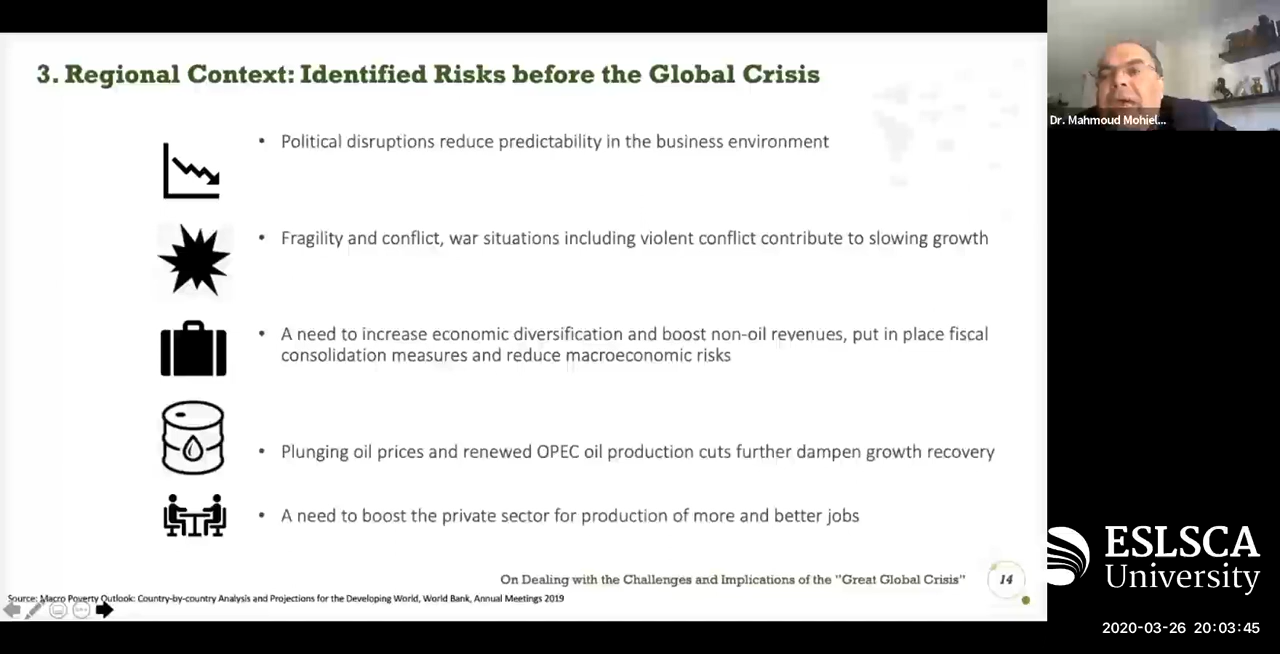 3. Regional Context: Identified Risks before the Global Crisis
Dr. Mahmoud Mohiel...
• Political disruptions reduce predictability in the business environment
• Fragility and conflict, war situations including violent conflict contribute to slowing growth
• A need to increase economic diversification and boost non-oil revenues, put in place fiscal
consolidation measures and reduce macroeconomic risks
• Plunging oil prices and renewed OPEC oil production cuts further dampen growth recovery
• A need to boost the private sector for production of more and better jobs
On Dealing with the Challenges and Implications of the "Great Global Crisis"
14
Source: Macro Poverty Outlook: Country-by-country Analysis and Projections for the Developing World, World Bank, Annual Meetings 2019
ESLSCA
University
2020-03-26 20:03:45